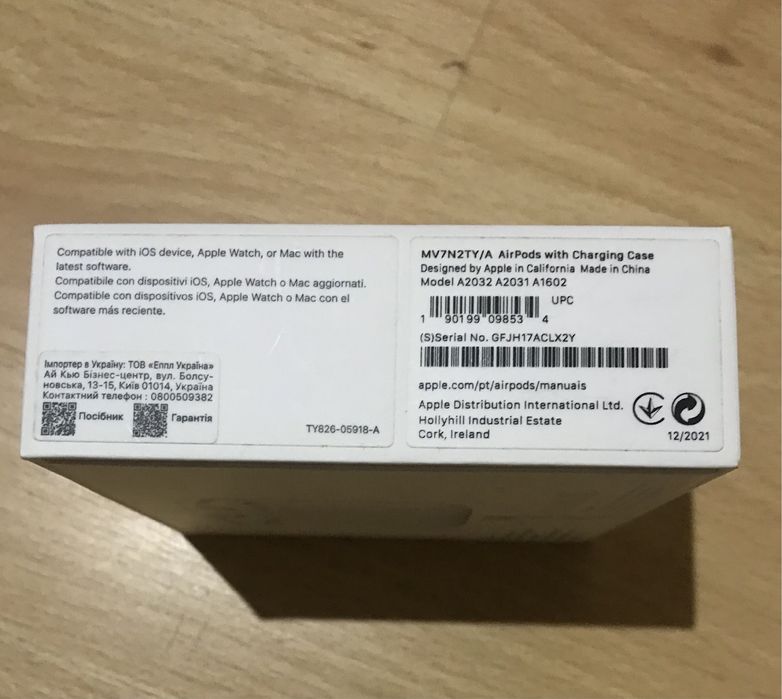 Compatible with iOS device, Apple Watch, or Mac with the
latest software.
Compatibile con dispositivi iOS, Apple Watch o Mac aggiornati.
Compatible con dispositivos iOS, Apple Watch o Mac con el
software más reciente.
Імпортер в Україну: ТОВ «Еппл Україна»
Ай Кью Бізнес-центр, вул. Болсу-
новська, 13-15, Київ 01014, Україна
Контактний телефон : 0800509382
Посібник
Гарантія
TY826-05918-A
MV7N2TY/A AirPods with Charging Case
Designed by Apple in California Made in China
Model A2032 A2031 A1602
UPC
1 90199 09853 4
(S)Serial No. GFJH17ACLX2Y
apple.com/pt/airpods/manuais
Apple Distribution International Ltd.
Hollyhill Industrial Estate
Cork, Ireland
12/2021